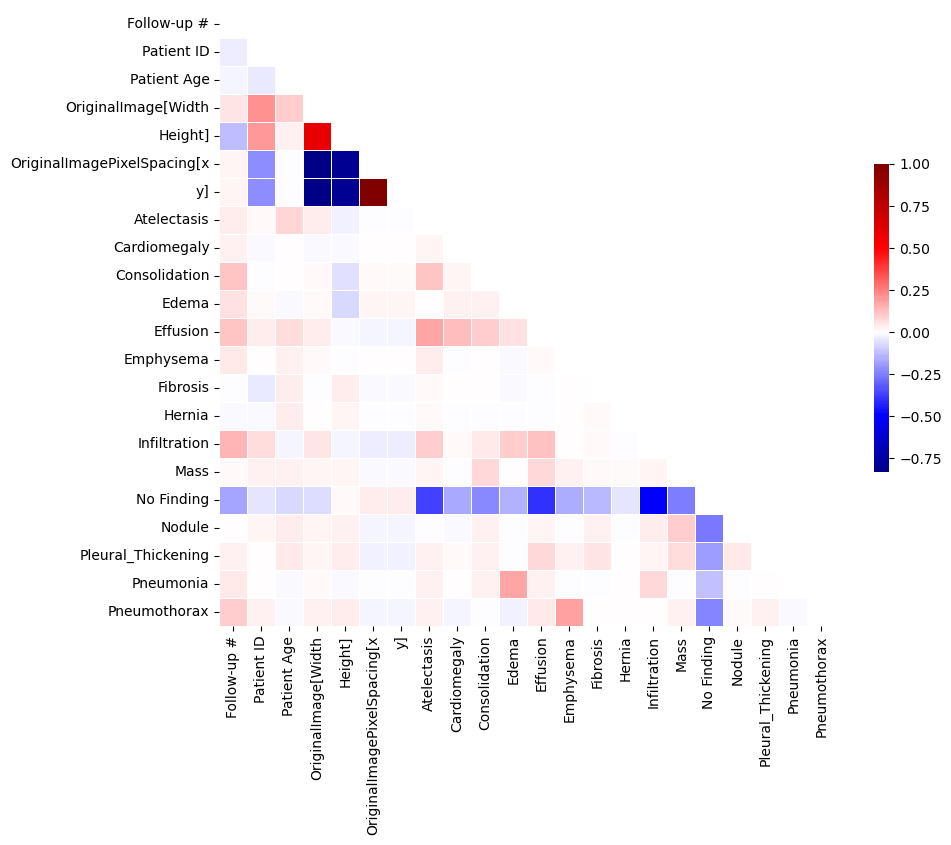 Follow-up #
Patient ID
Patient Age
OriginalImage[Width
Height]
OriginalImagePixelSpacing[x
y]
Atelectasis
Cardiomegaly
Consolidation
Edema
Effusion
Emphysema
Fibrosis
Hernia
Infiltration
Mass
No Finding
Nodule
Pleural_Thickening
Pneumonia
Pneumothorax
Follow-up #
Patient ID
Patient Age
OriginalImage[Width
Height]
OriginalImagePixelSpacing[x
y]
Atelectasis
Cardiomegaly
Consolidation
Edema
Effusion
Emphysema
Fibrosis
Hernia
Infiltration
Mass
No Finding
Nodule
Pleural_Thickening
Pneumonia
Pneumothorax
1.00
0.75
0.50
0.25
0.00
−0.25
−0.50
−0.75